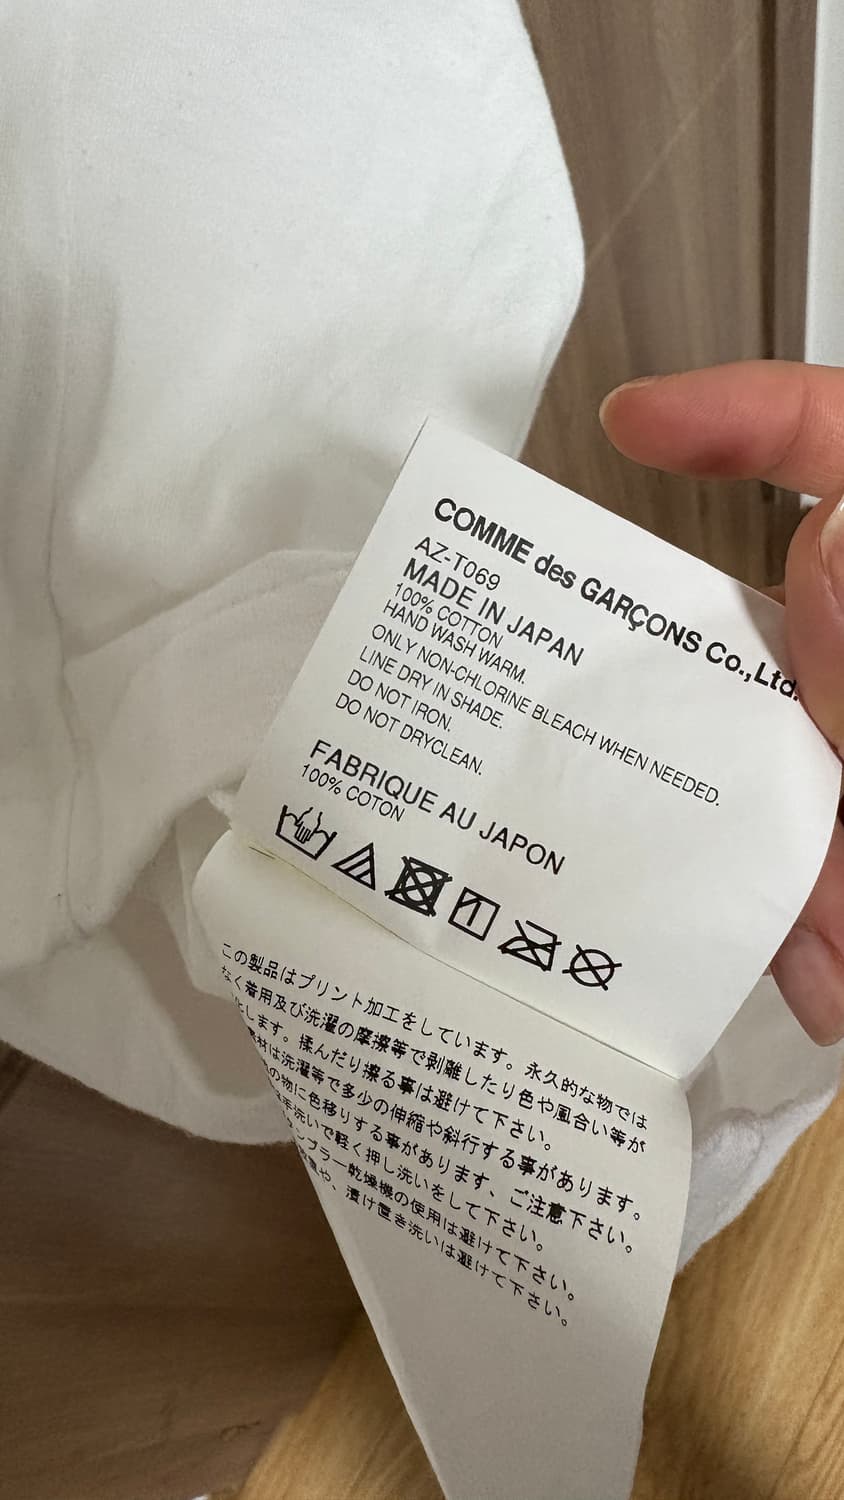 COMME des GARÇONS Co.,Ltd.
AZ-T069
MADE IN JAPAN
100% COTTON
HAND WASH WARM.
ONLY NON-CHLORINE BLEACH WHEN NEEDED.
LINE DRY IN SHADE.
DO NOT IRON.
DO NOT DRYCLEAN.
FABRIQUE AU JAPON
100% COTON
この製品はプリント加工をしています。永久的な物では
なく着用及び洗濯の摩擦等で剥離したり色や風合い等が
します。揉んだり擦る事は避けて下さい。
素材は洗濯等で多少の伸縮や斜行する事があります。
の物に色移りする事があります、ご注意下さい。
手洗いで軽く押し洗いをして下さい。
タンブラー乾燥機の使用は避けて下さい。
や、漬け置き洗いは避けて下さい。